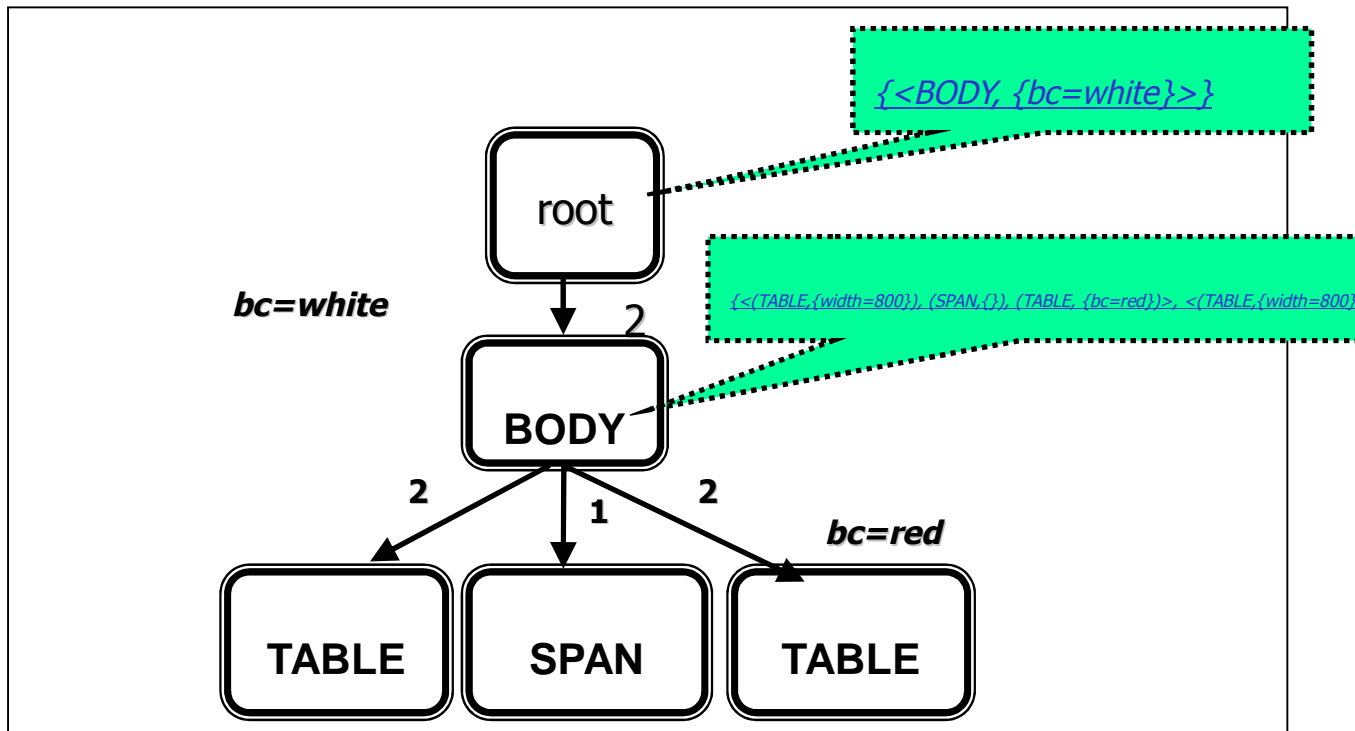 {<BODY, {bc=white}>}
root
{<(TABLE,{width=800}), (SPAN,{}), (TABLE, {bc=red})>, <(TABLE,{width=800}
bc=white
2
BODY
2
1
2
bc=red
TABLE
SPAN
TABLE